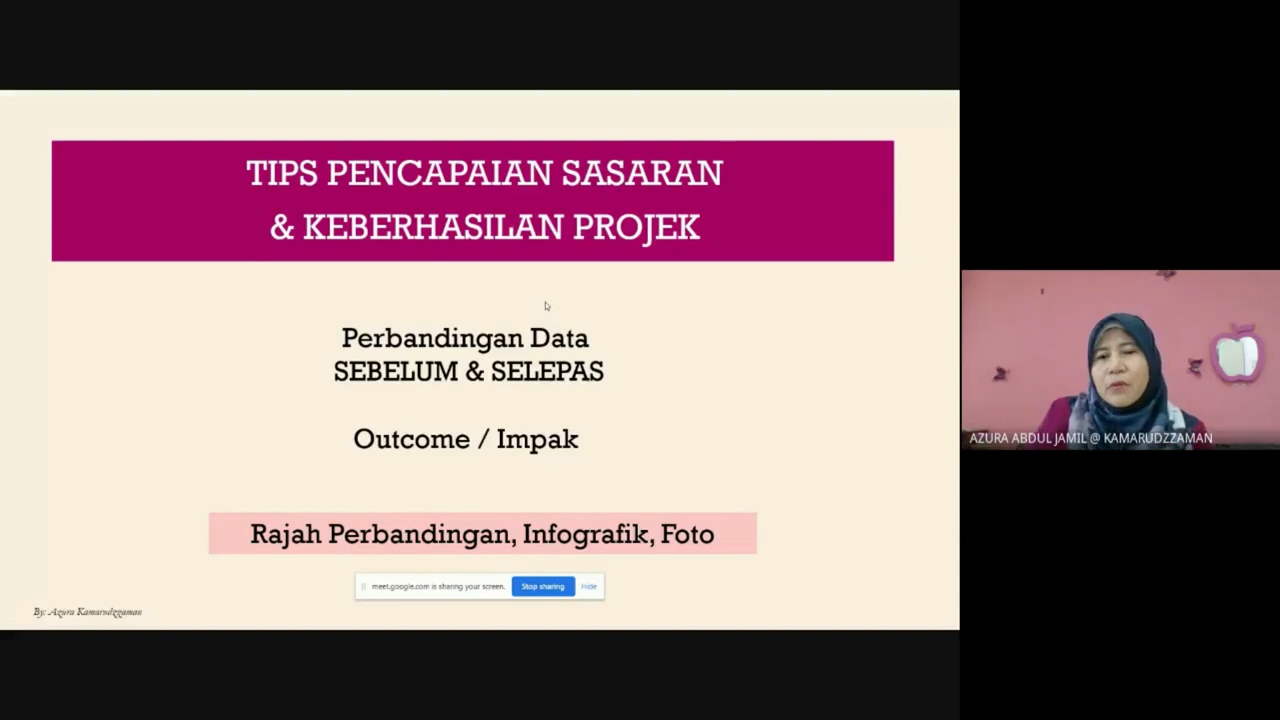 TIPS PENCAPAIAN SASARAN
& KEBERHASILAN PROJEK
Perbandingan Data
SEBELUM & SELEPAS
Outcome / Impak
Rajah Perbandingan, Infografik, Foto
meet.google.com is sharing your screen. Stop sharing Hide
By: Azura Kamarudzzaman
AZURA ABDUL JAMIL @ KAMARUDZZAMAN